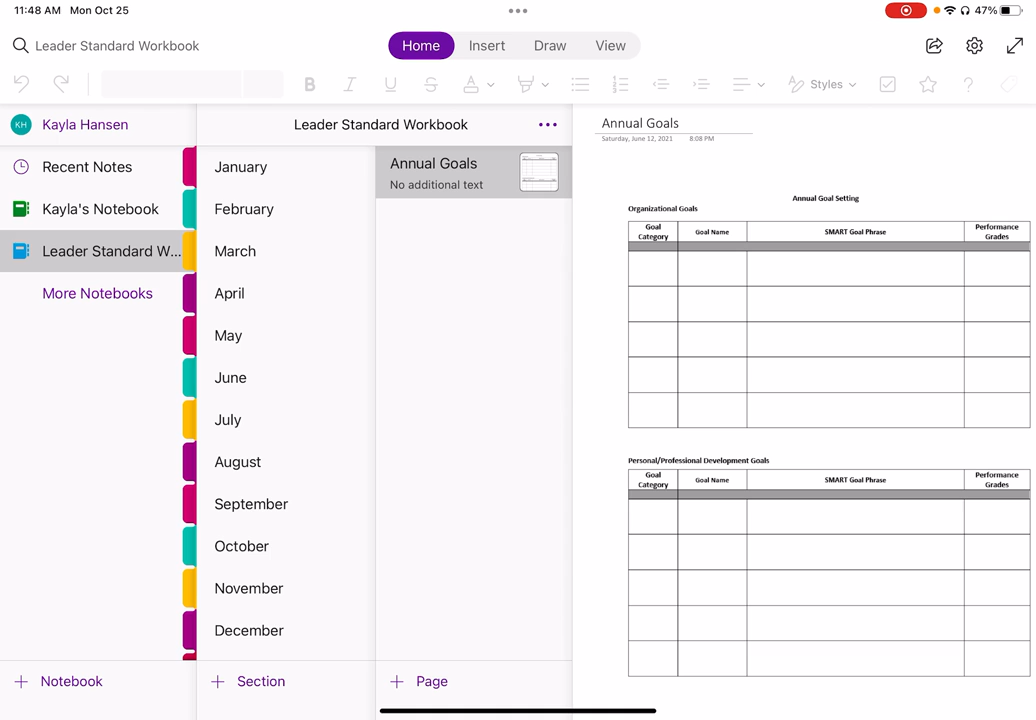 11:48 AM Mon Oct 25
47%
Leader Standard Workbook
Home Insert Draw View
B I U S A Styles ?
KH Kayla Hansen
Leader Standard Workbook
Recent Notes
Kayla's Notebook
Leader Standard W...
More Notebooks
January
February
March
April
May
June
July
August
September
October
November
December
Annual Goals
No additional text
+ Notebook
+ Section
+ Page
Annual Goals
Saturday, June 12, 2021 8:08 PM
Annual Goal Setting
Organizational Goals
Goal Category Goal Name SMART Goal Phrase Performance Grades
Personal/Professional Development Goals
Goal Category Goal Name SMART Goal Phrase Performance Grades